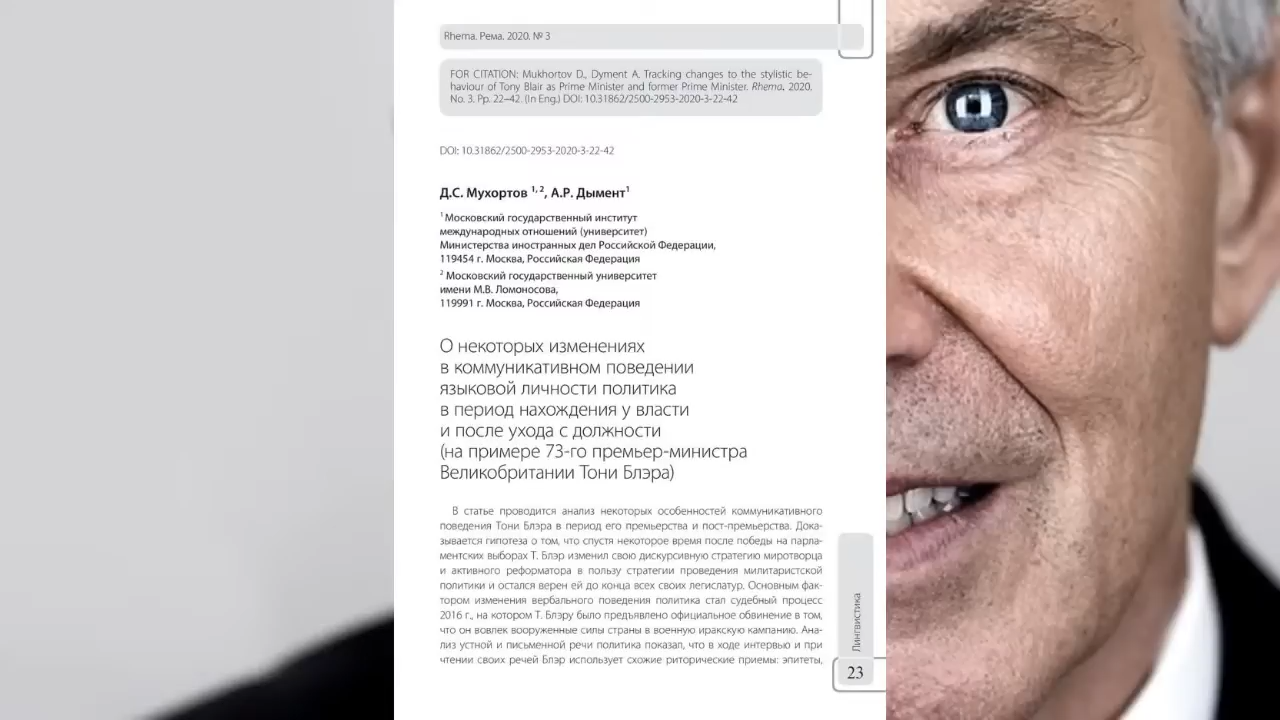 Rhema. Рема. 2020. № 3
FOR CITATION: Mukhortov D., Dyment A. Tracking changes to the stylistic be-
haviour of Tony Blair as Prime Minister and former Prime Minister. Rhema. 2020.
No. 3. Pp. 22–42. (In Eng.) DOI: 10.31862/2500-2953-2020-3-22-42
DOI: 10.31862/2500-2953-2020-3-22-42
Д.С. Мухортов 1, 2, А.Р. Дымент1
1 Московский государственный институт
международных отношений (университет)
Министерства иностранных дел Российской Федерации,
119454 г. Москва, Российская Федерация
2 Московский государственный университет
имени М.В. Ломоносова,
119991 г. Москва, Российская Федерация
О некоторых изменениях
в коммуникативном поведении
языковой личности политика
в период нахождения у власти
и после ухода с должности
(на примере 73-го премьер-министра
Великобритании Тони Блэра)
В статье проводится анализ некоторых особенностей коммуникативного
поведения Тони Блэра в период его премьерства и пост-премьерства. Дока-
зывается гипотеза о том, что спустя некоторое время после победы на парла-
ментских выборах Т. Блэр изменил свою дискурсивную стратегию миротворца
и активного реформатора в пользу стратегии проведения милитаристской
политики и остался верен ей до конца всех своих легислатур. Основным фак-
тором изменения вербального поведения политика стал судебный процесс
2016 г., на котором Т. Блэру было предъявлено официальное обвинение в том,
что он вовлек вооруженные силы страны в военную иракскую кампанию. Ана-
лиз устной и письменной речи политика показал, что в ходе интервью и при
чтении своих речей Блэр использует схожие риторические приемы: эпитеты,
Лингвистика
23